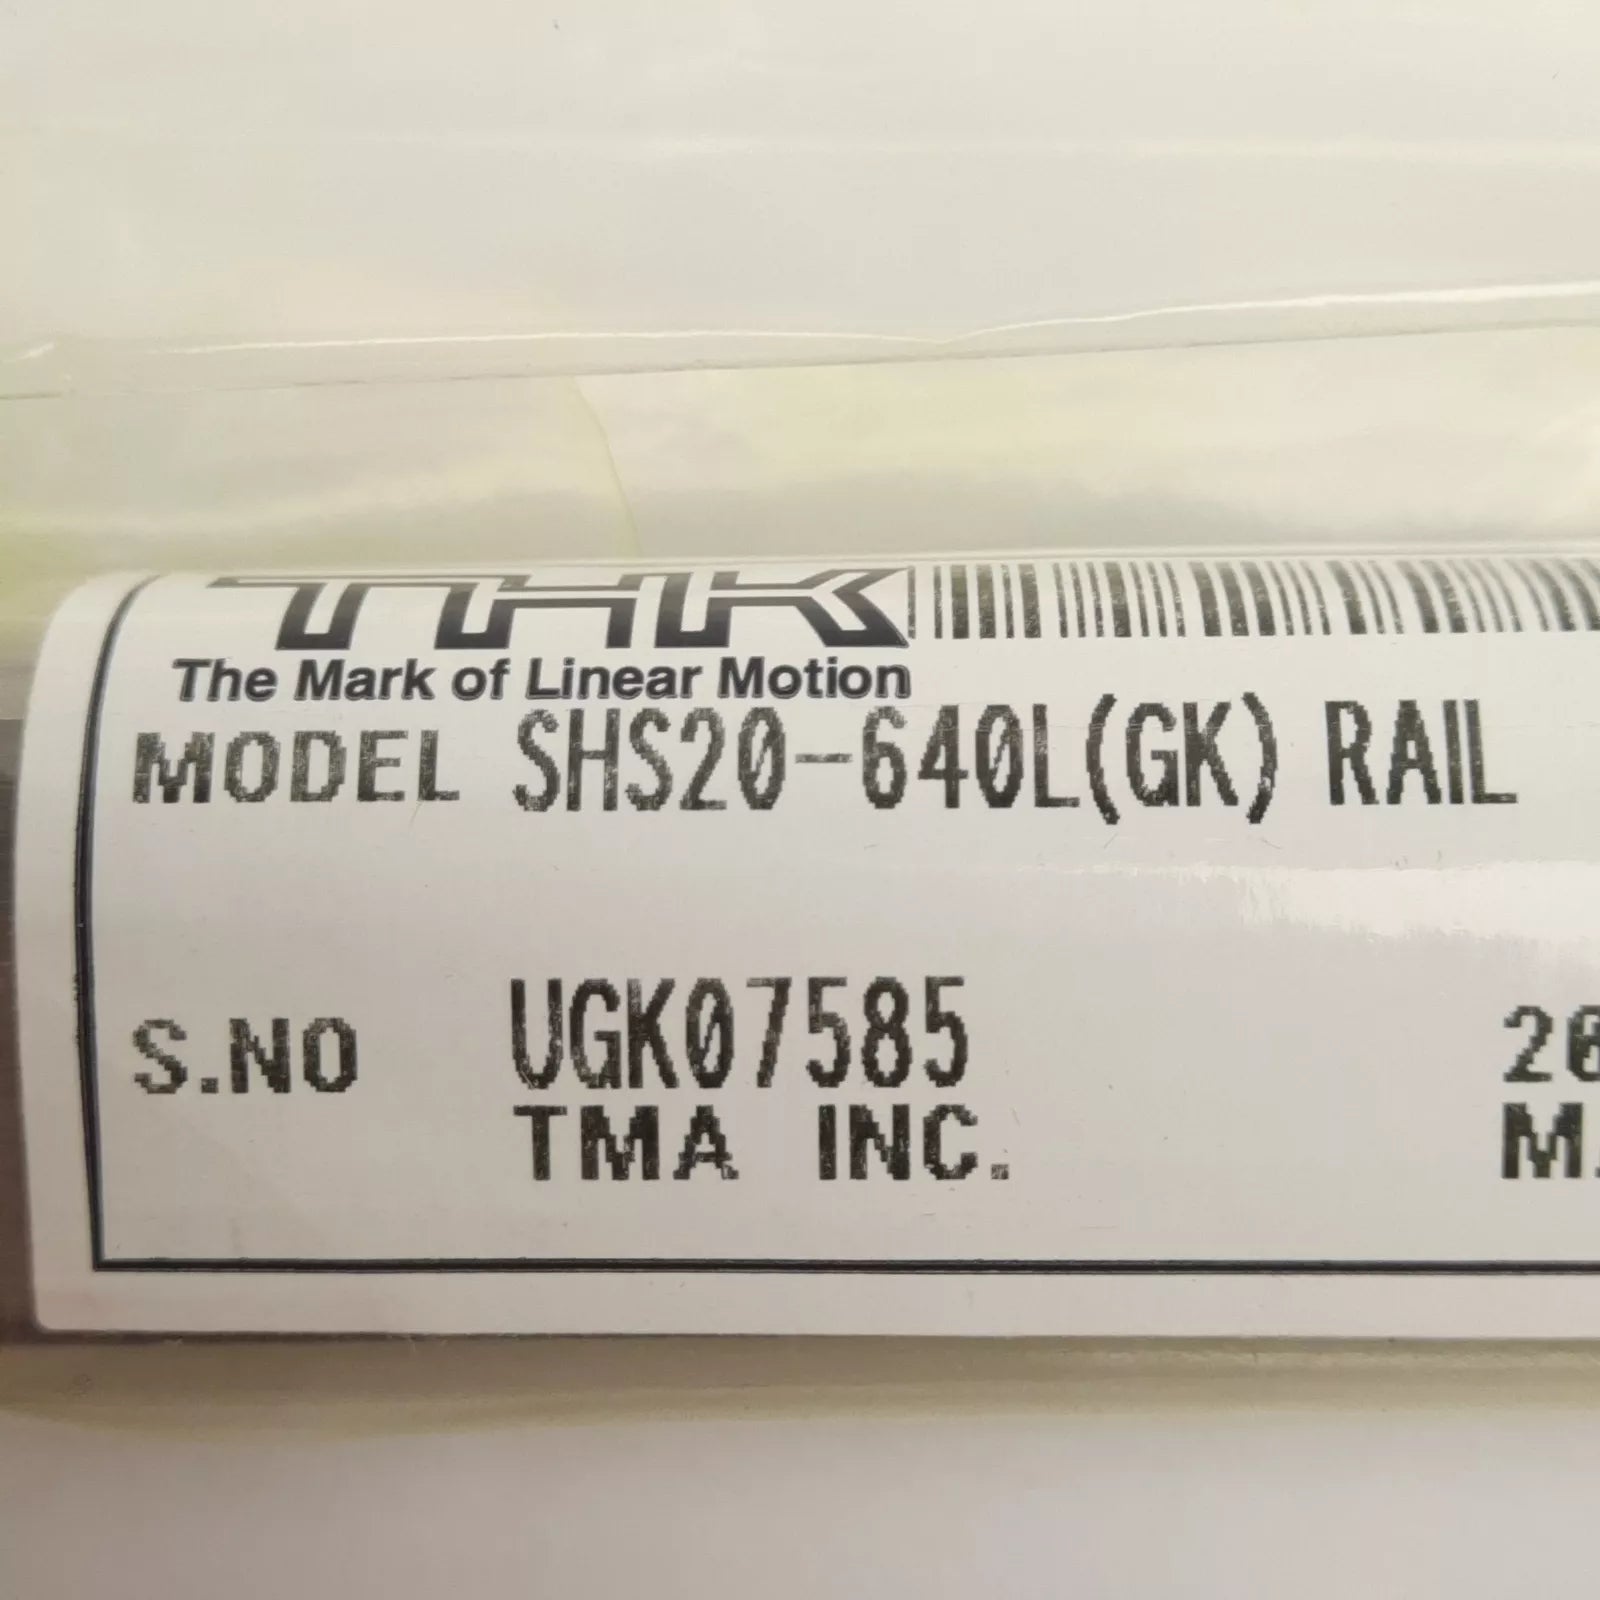 THK
The Mark of Linear Motion
MODEL SHS20-640L(GK) RAIL
S.NO UGK07585
TMA INC.